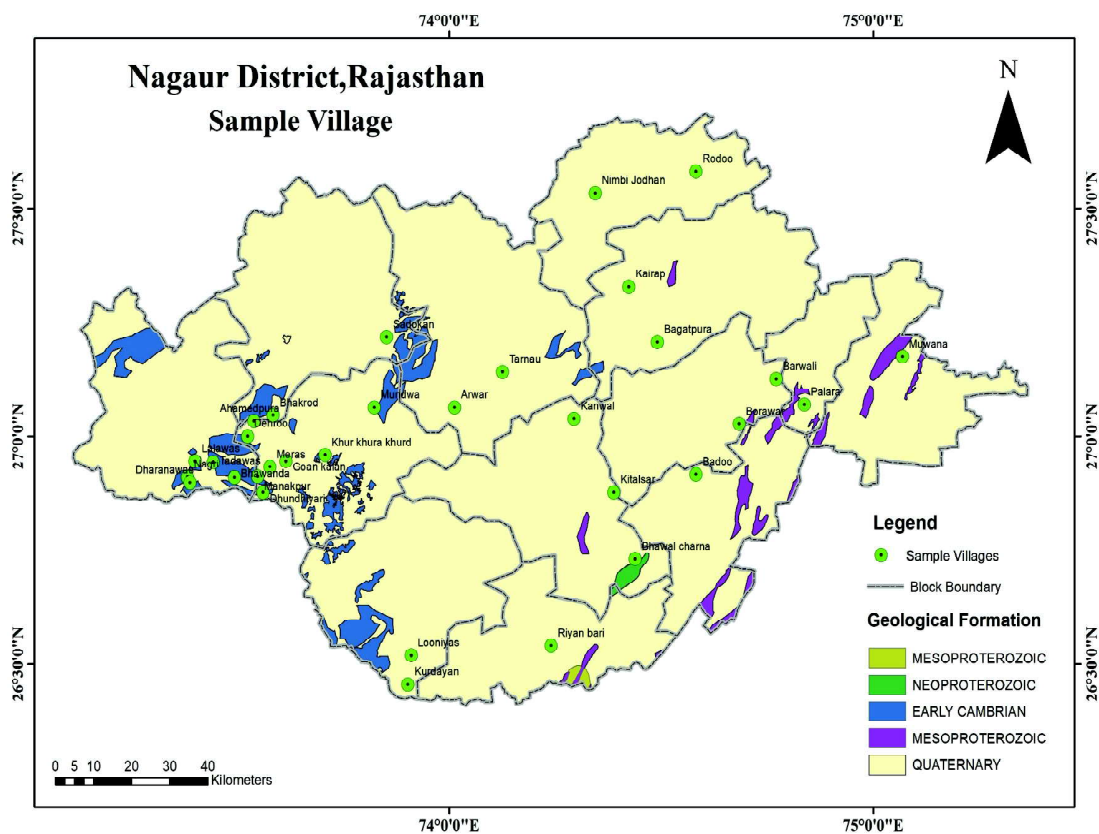 74°0'0"E
75°0'0"E
Nagaur District,Rajasthan
Sample Village
N
27°30'0"N
27°30'0"N
Rodoo
Nimbi Jodhan
Kairap
Sadokan
Bagatpura
Tarnau
Muwana
Barwali
Palara
Mundwa
Arwar
Kanwal
Borawar
Bhakrod
Ahamedpura
Dehroor
27°0'0"N
27°0'0"N
Khur khura khurd
Lalawas
Meras
Goan kalan
Tadawas
Nagri
Dharanawas
Bhawanda
Manakpur
Dhundhiyari
Badoo
Kitalsar
Bhawal charna
Riyan bari
Looniyas
Kurdayan
26°30'0"N
26°30'0"N
Legend
Sample Villages
Block Boundary
Geological Formation
MESOPROTEROZOIC
NEOPROTEROZOIC
EARLY CAMBRIAN
MESOPROTEROZOIC
QUATERNARY
0 5 10 20 30 40
Kilometers
74°0'0"E
75°0'0"E